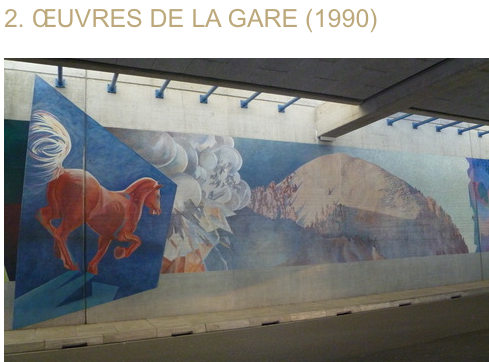 2. ŒUVRES DE LA GARE (1990)